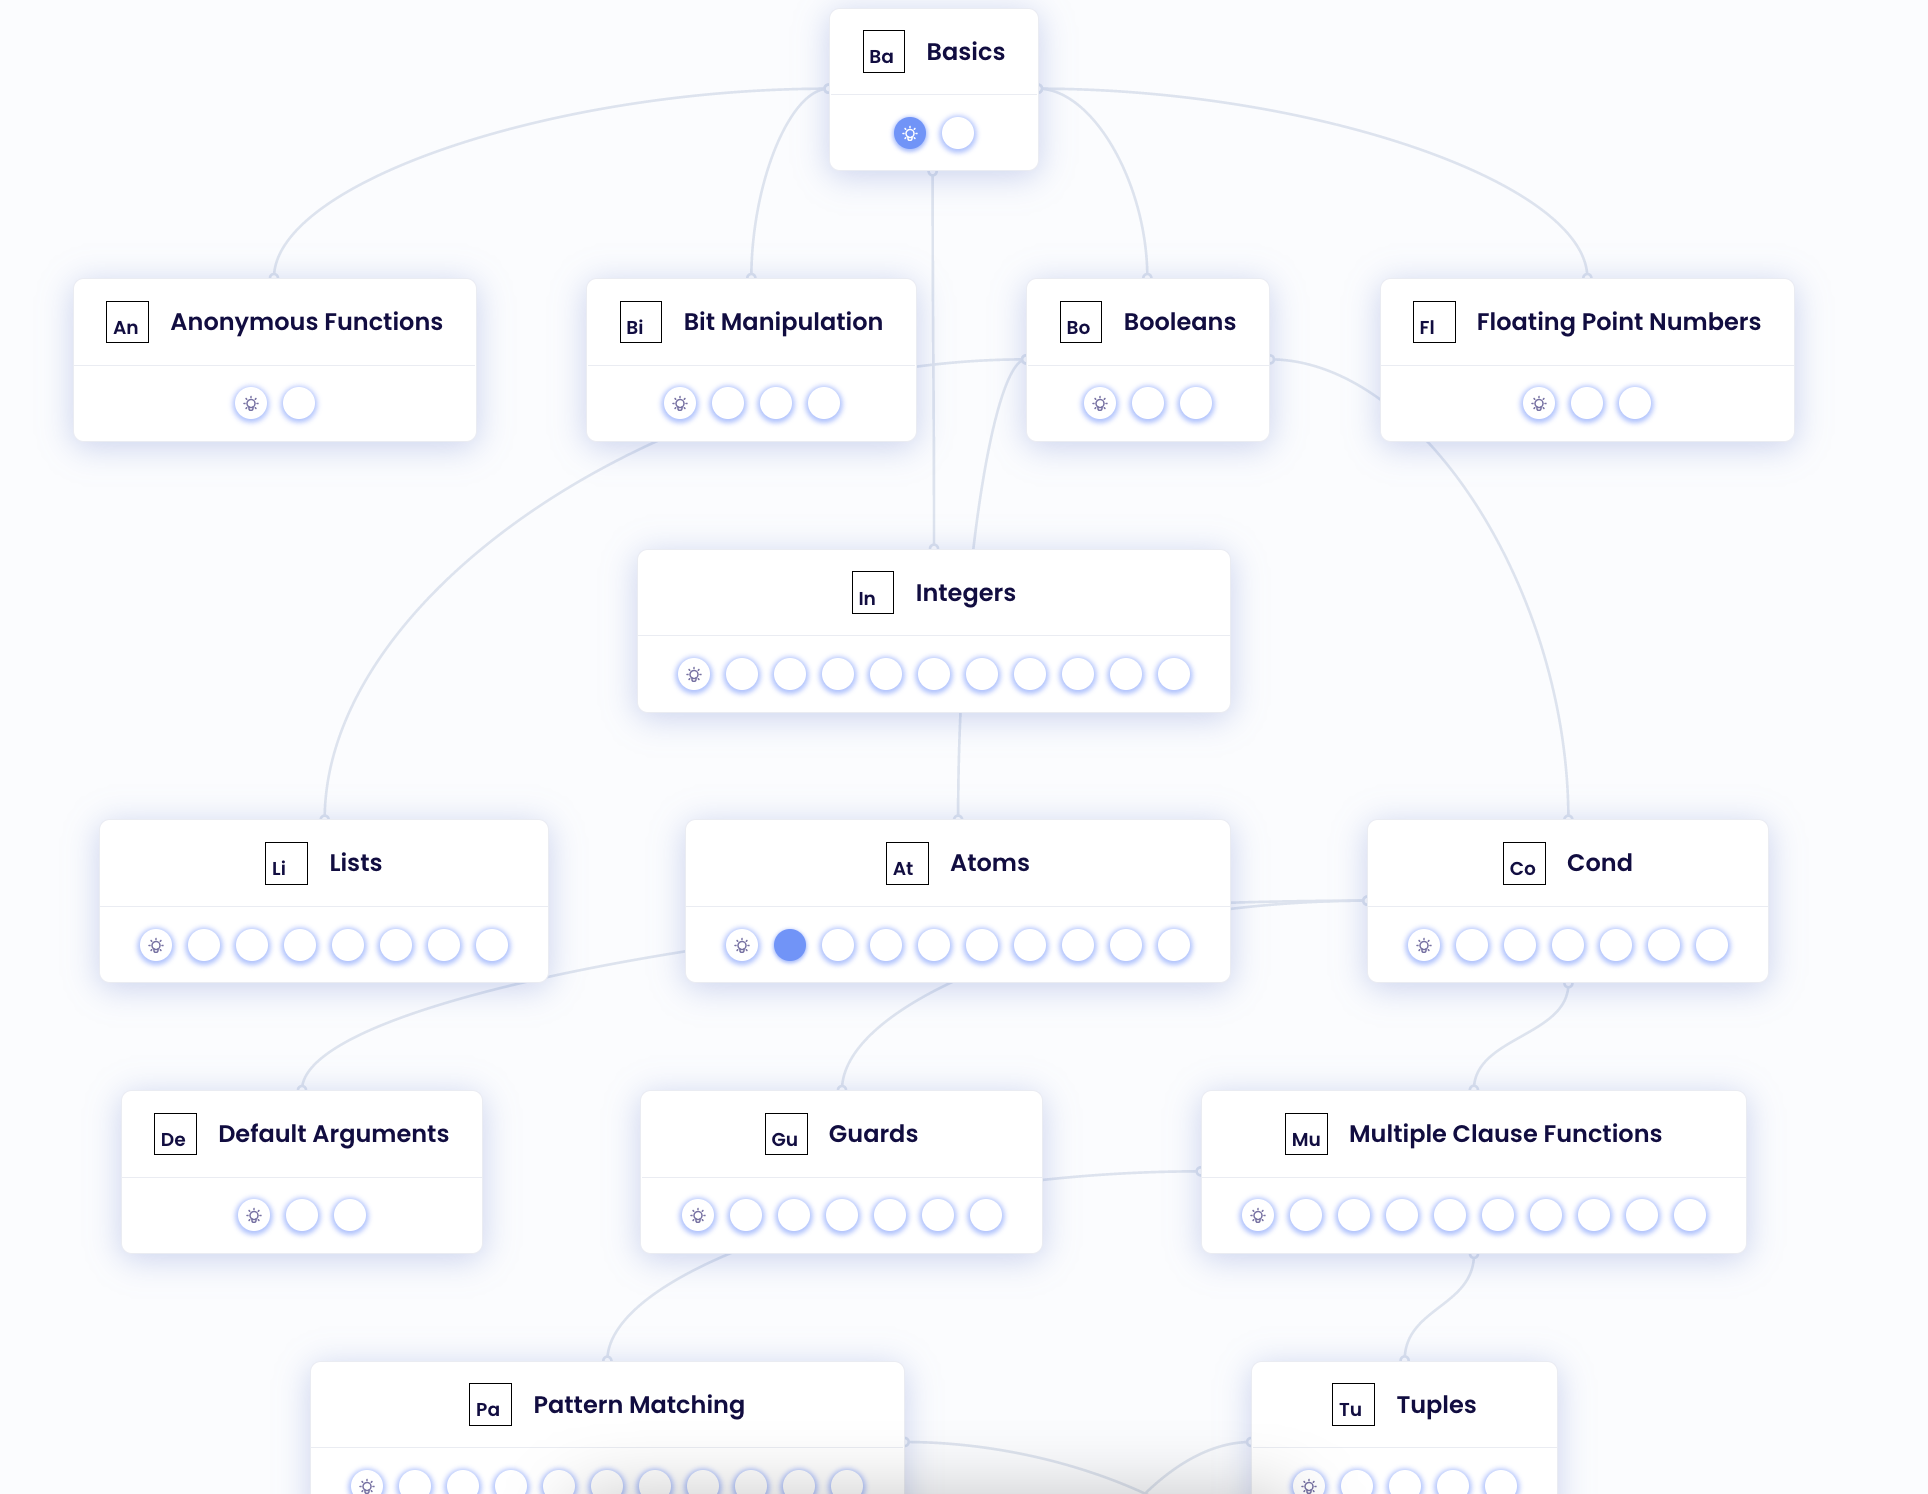 Ba Basics
An Anonymous Functions
Bi Bit Manipulation
Bo Booleans
Fl Floating Point Numbers
In Integers
Li Lists
At Atoms
Co Cond
De Default Arguments
Gu Guards
Mu Multiple Clause Functions
Pa Pattern Matching
Tu Tuples